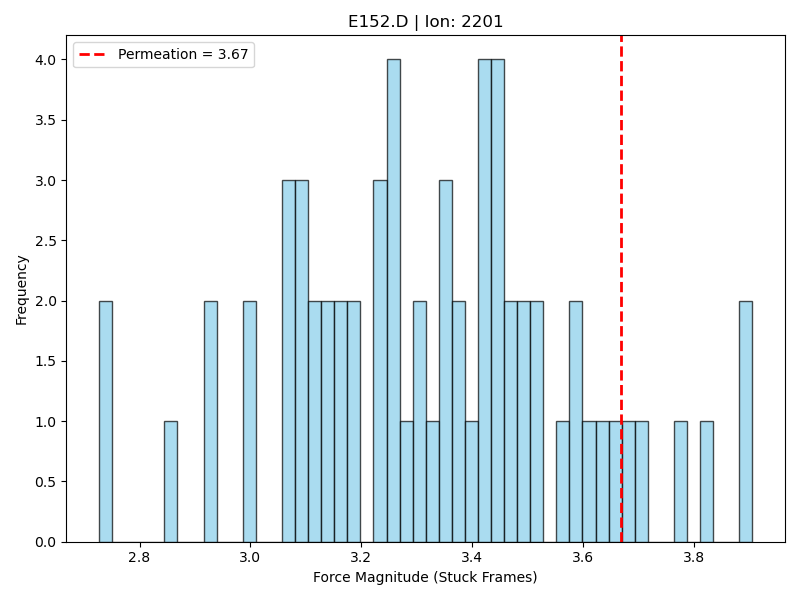 E152.D | Ion: 2201
Permeation = 3.67
4.0
3.5
3.0
2.5
2.0
1.5
1.0
0.5
0.0
Frequency
2.8 3.0 3.2 3.4 3.6 3.8
Force Magnitude (Stuck Frames)